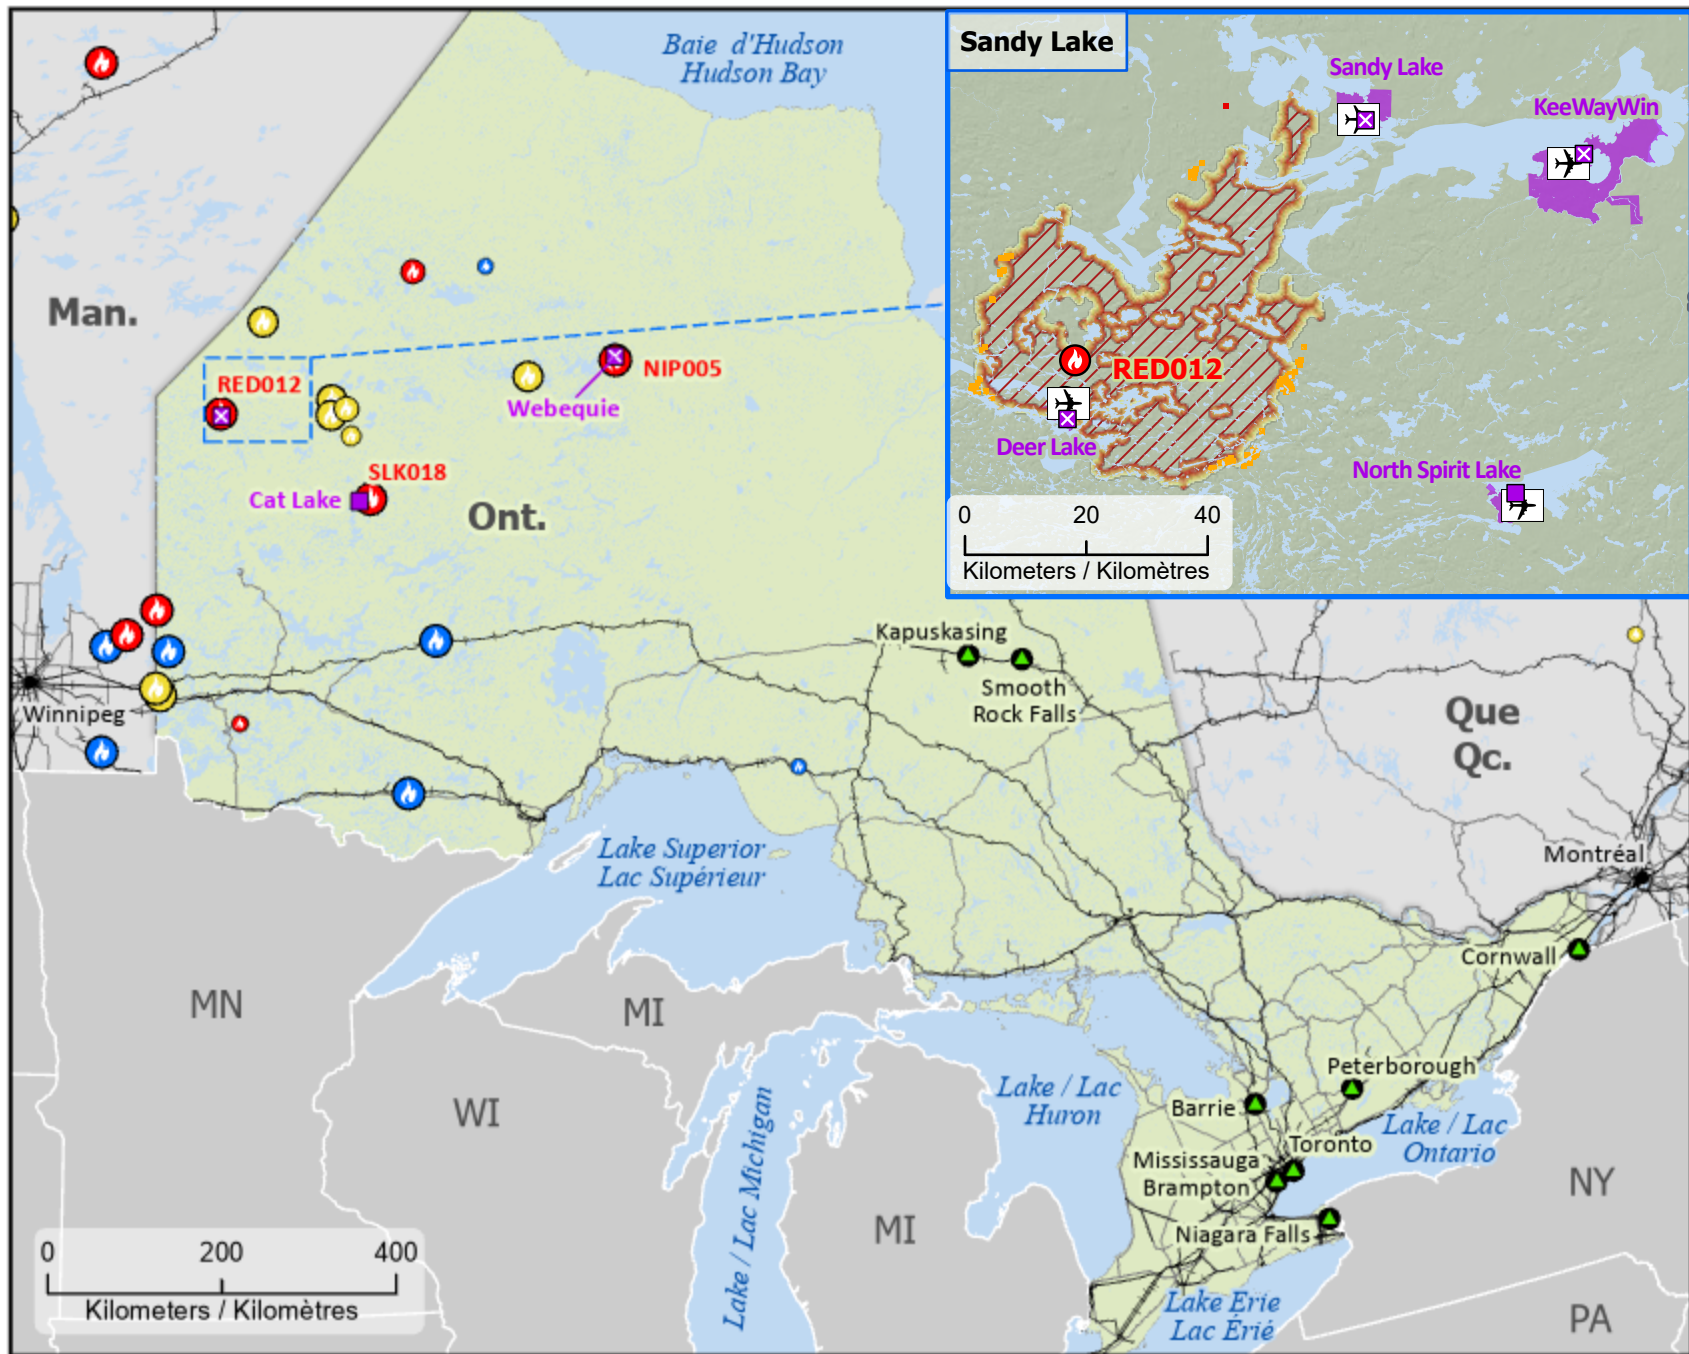 Baie d'Hudson
Hudson Bay
Sandy Lake
Sandy Lake
KeeWayWin
RED012
Deer Lake
North Spirit Lake
0 20 40
Kilometers / Kilomètres
Man.
RED012
NIP005
Webequie
SLK018
Cat Lake
Ont.
Kapuskasing
Smooth
Rock Falls
Winnipeg
Que
Qc.
Lake Superior
Lac Supérieur
Montréal
Cornwall
MN
MI
WI
Lake / Lac Michigan
MI
Lake / Lac
Huron
Peterborough
Barrie
Lake / Lac
Ontario
Toronto
Mississauga
Brampton
Niagara Falls
NY
Lake Erie
Lac Érié
PA
0 200 400
Kilometers / Kilomètres